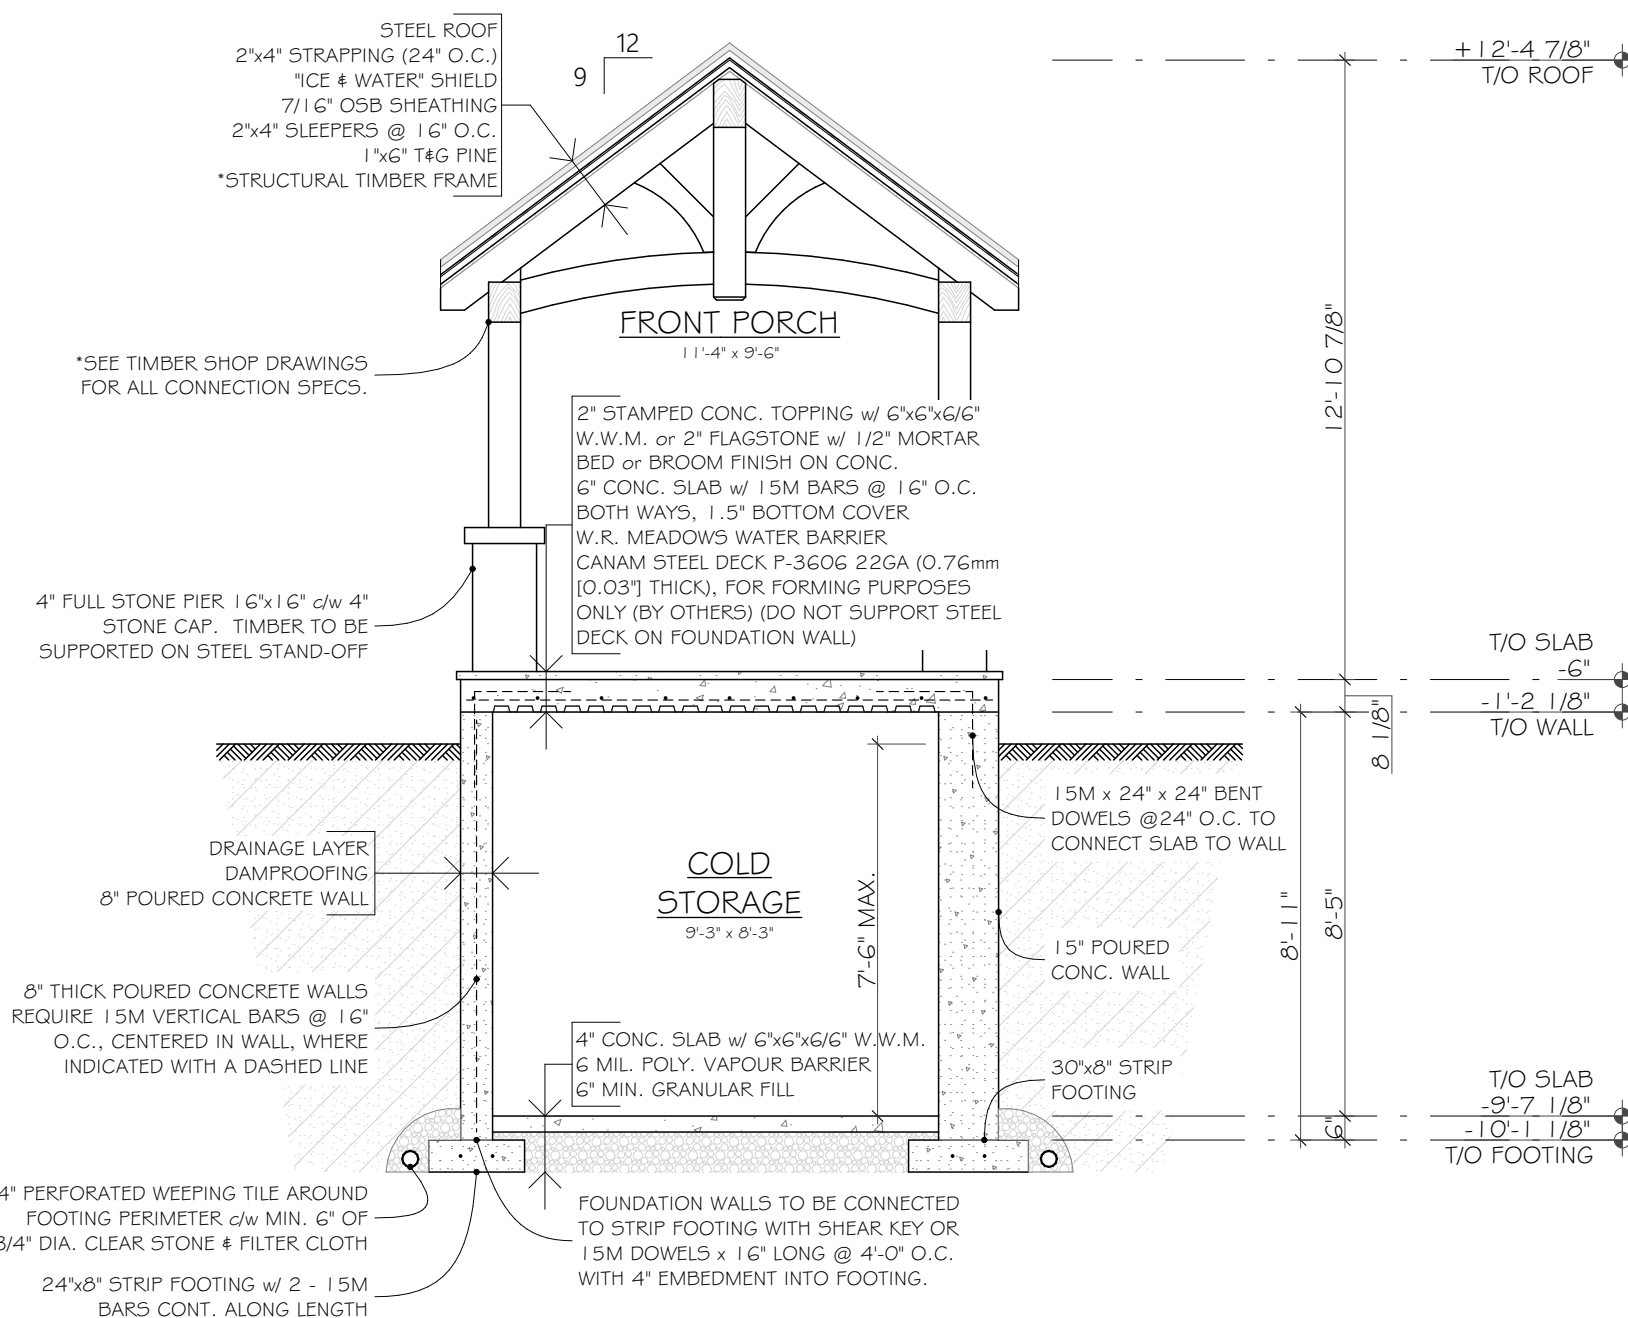 STEEL ROOF
2"x4" STRAPPING (24" O.C.)
"ICE & WATER" SHIELD
7/16" OSB SHEATHING
2"x4" SLEEPERS @ 16" O.C.
1"x6" T&G PINE
*STRUCTURAL TIMBER FRAME
12
9
+12'-4 7/8"
T/O ROOF
FRONT PORCH
11'-4" x 9'-6"
*SEE TIMBER SHOP DRAWINGS
FOR ALL CONNECTION SPECS.
12'-10 7/8"
2" STAMPED CONC. TOPPING w/ 6"x6"x6/6"
W.W.M. or 2" FLAGSTONE w/ 1/2" MORTAR
BED or BROOM FINISH ON CONC.
6" CONC. SLAB w/ 15M BARS @ 16" O.C.
BOTH WAYS, 1.5" BOTTOM COVER
W.R. MEADOWS WATER BARRIER
CANAM STEEL DECK P-3606 22GA (0.76mm
[0.03"] THICK), FOR FORMING PURPOSES
ONLY (BY OTHERS) (DO NOT SUPPORT STEEL
DECK ON FOUNDATION WALL)
4" FULL STONE PIER 16"x16" c/w 4"
STONE CAP.  TIMBER TO BE
SUPPORTED ON STEEL STAND-OFF
T/O SLAB
-6"
-1'-2 1/8"
T/O WALL
8 1/8"
15M x 24" x 24" BENT
DOWELS @24" O.C. TO
CONNECT SLAB TO WALL
DRAINAGE LAYER
DAMPROOFING
8" POURED CONCRETE WALL
COLD
STORAGE
9'-3" x 8'-3"
7'-6" MAX.
8'-11"
8'-5"
15" POURED
CONC. WALL
8" THICK POURED CONCRETE WALLS
REQUIRE 15M VERTICAL BARS @ 16"
O.C., CENTERED IN WALL, WHERE
INDICATED WITH A DASHED LINE
4" CONC. SLAB w/ 6"x6"x6/6" W.W.M.
6 MIL. POLY. VAPOUR BARRIER
6" MIN. GRANULAR FILL
30"x8" STRIP
FOOTING
T/O SLAB
-9'-7 1/8"
6"
-10'-1 1/8"
T/O FOOTING
4" PERFORATED WEEPING TILE AROUND
FOOTING PERIMETER c/w MIN. 6" OF
3/4" DIA. CLEAR STONE & FILTER CLOTH
FOUNDATION WALLS TO BE CONNECTED
TO STRIP FOOTING WITH SHEAR KEY OR
15M DOWELS x 16" LONG @ 4'-0" O.C.
WITH 4" EMBEDMENT INTO FOOTING.
24"x8" STRIP FOOTING w/ 2 - 15M
BARS CONT. ALONG LENGTH